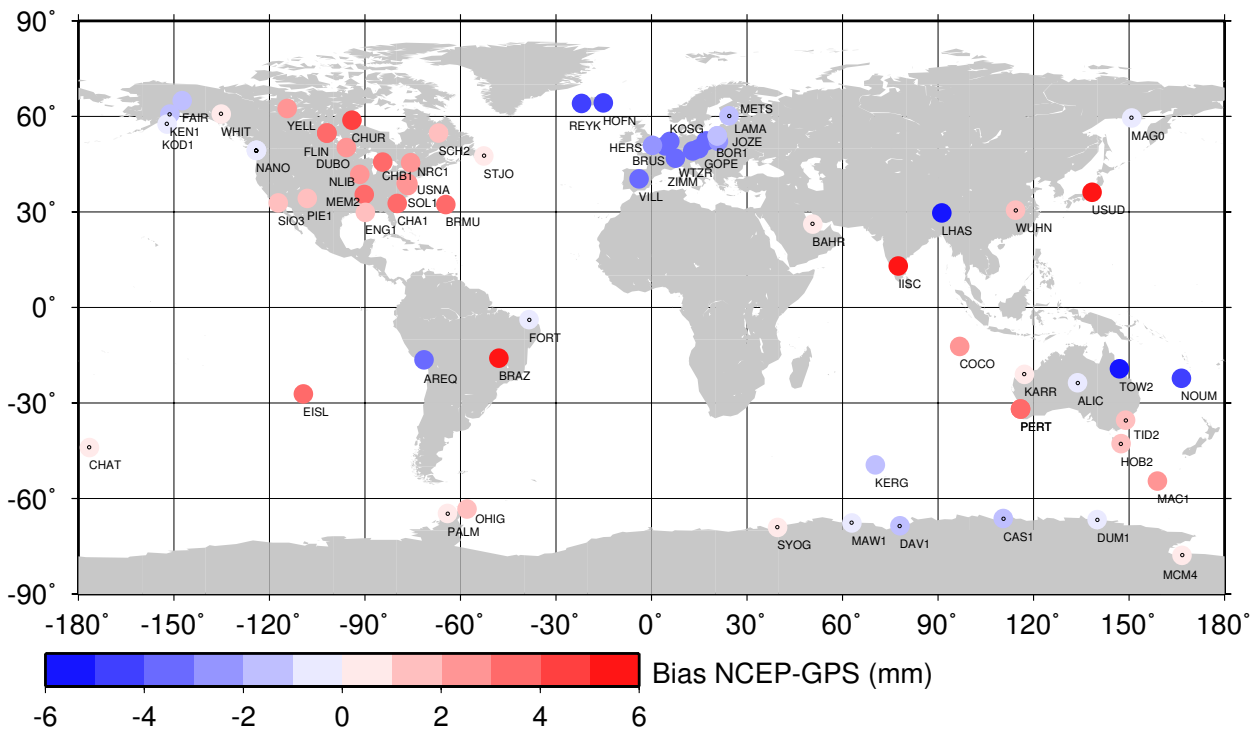 90˚
60˚
30˚
0˚
-30˚
-60˚
-90˚
METS
FAIR
KEN1
KOD1
WHIT
YELL
CHUR
REYK
HOFN
KOSG
LAMA
JOZE
MAG0
NANO
FLIN
DUBO
SCH2
STJO
HERS
BRUS
BOR1
GOPE
WTZR
ZIMM
NLIB
CHB1
NRC1
USNA
VILL
MEM2
SOL1
SIO3
PIE1
ENG1
CHA1
BRMU
BAHR
LHAS
WUHN
USUD
IISC
FORT
AREQ
BRAZ
COCO
KARR
ALIC
TOW2
NOUM
EISL
PERT
TID2
CHAT
HOB2
KERG
MAC1
OHIG
PALM
SYOG
MAW1
DAV1
CAS1
DUM1
MCM4
-180˚ -150˚ -120˚ -90˚ -60˚ -30˚ 0˚ 30˚ 60˚ 90˚ 120˚ 150˚ 180˚
Bias NCEP-GPS (mm)
-6 -4 -2 0 2 4 6